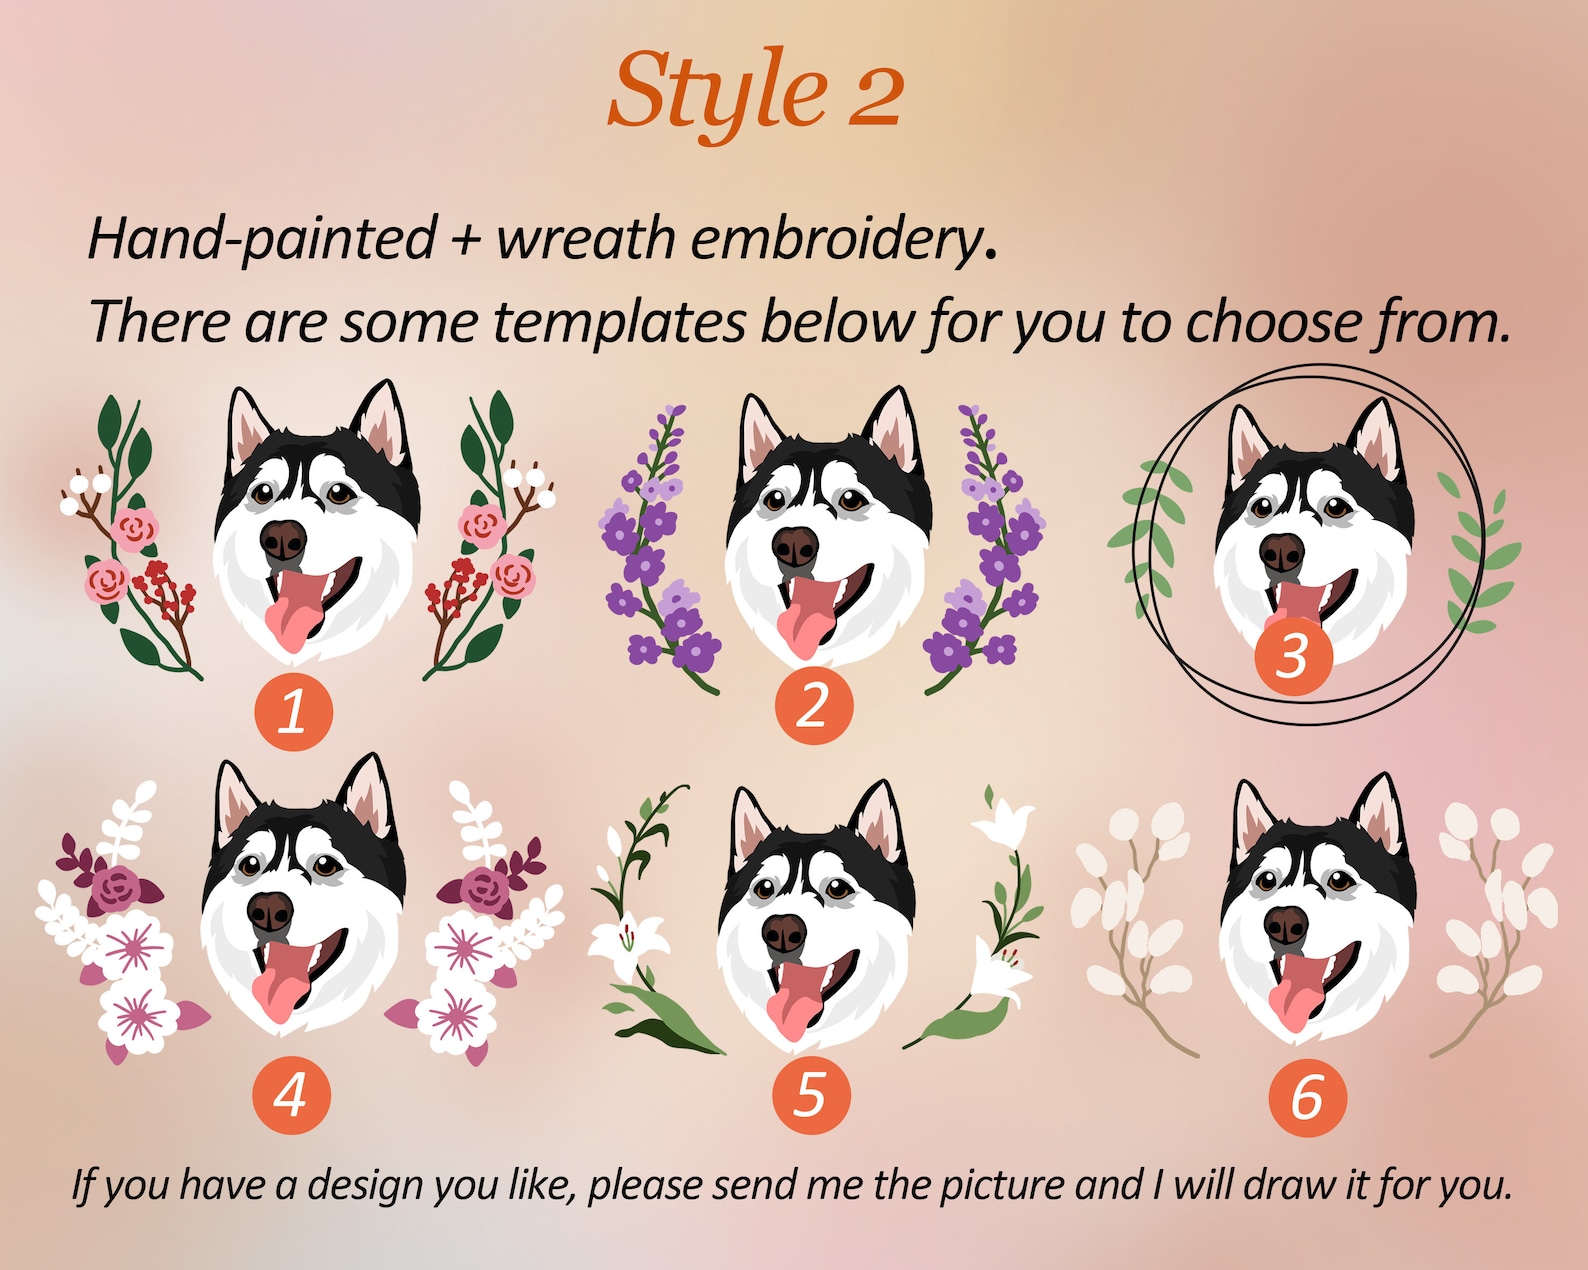 Style 2
Hand-painted + wreath embroidery.
There are some templates below for you to choose from.
1
2
3
4
5
6
If you have a design you like, please send me the picture and I will draw it for you.